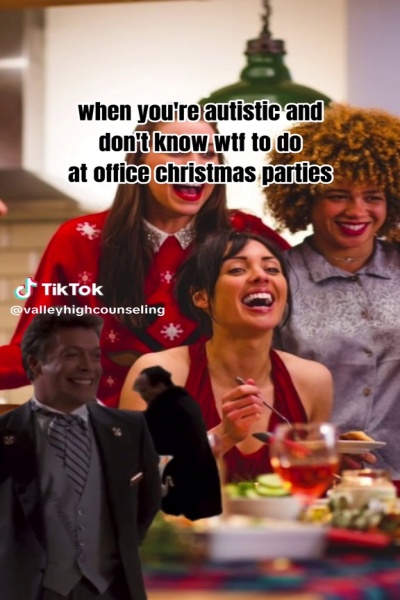 when you're autistic and
don't know wtf to do
at office christmas parties
TikTok
@valleyhighcounseling